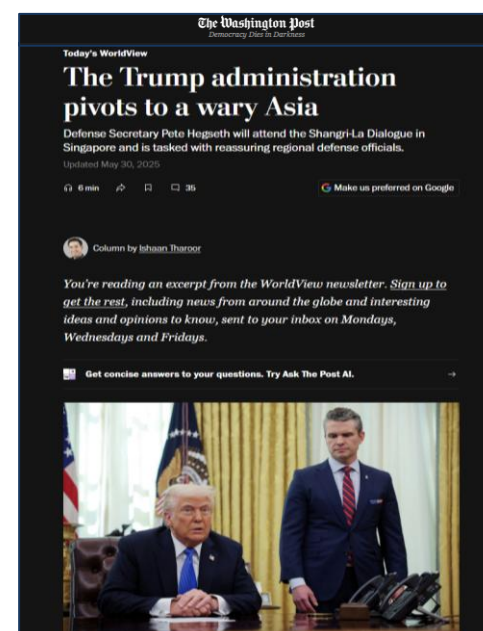 The Washington Post
Democracy Dies in Darkness
Today's WorldView
The Trump administration
pivots to a wary Asia
Defense Secretary Pete Hegseth will attend the Shangri-La Dialogue in
Singapore and is tasked with reassuring regional defense officials.
Updated May 30, 2025
6 min
35
Make us preferred on Google
Column by Ishaan Tharoor
You're reading an excerpt from the WorldView newsletter. Sign up to
get the rest, including news from around the globe and interesting
ideas and opinions to know, sent to your inbox on Mondays,
Wednesdays and Fridays.
Get concise answers to your questions. Try Ask The Post AI.